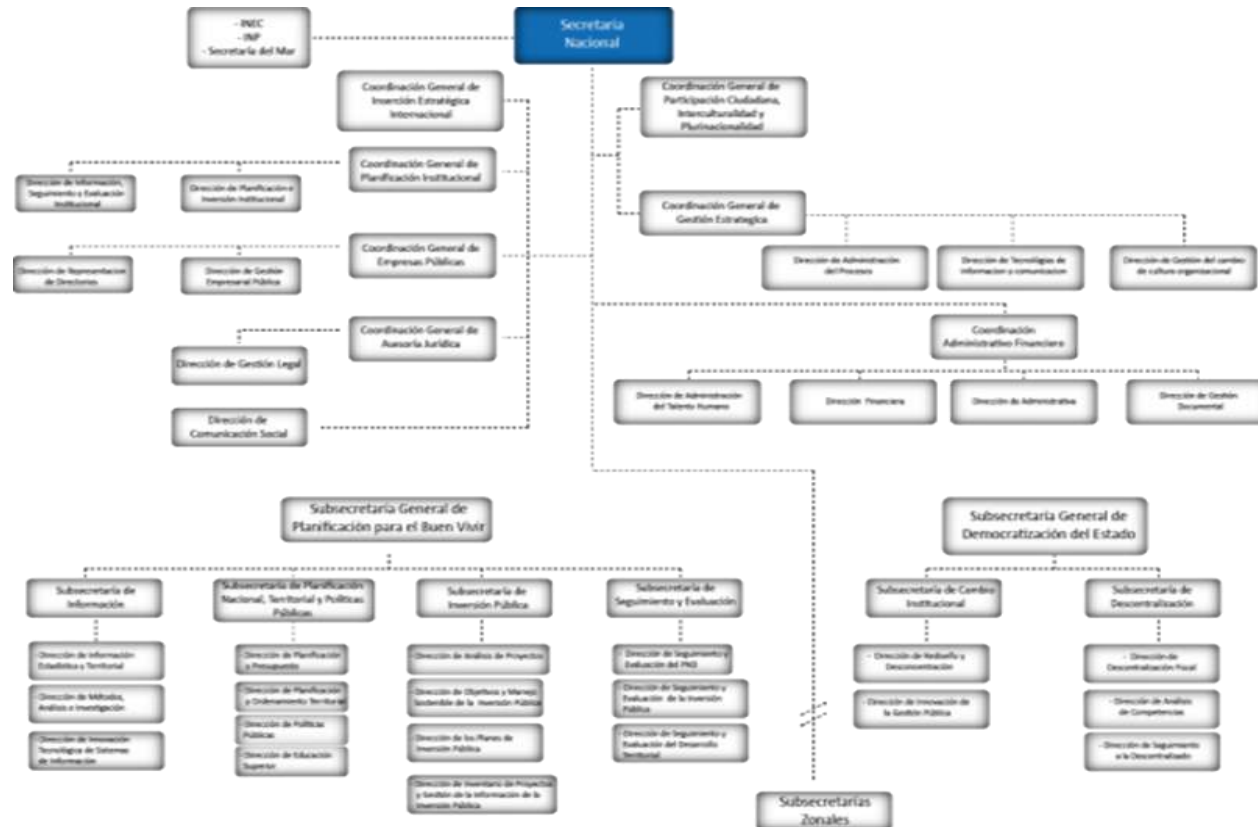 - INEC
- INP
- Secretaría del Mar
Secretaría
Nacional
Coordinación General de
Inserción Estratégica
Internacional
Coordinación General de
Participación Ciudadana,
Interculturalidad y
Plurinacionalidad
Coordinación General de
Planificación Institucional
Dirección de Información,
Seguimiento y Evaluación
Institucional
Dirección de Planificación e
Inversión Institucional
Coordinación General de
Gestión Estrategica
Coordinación General de
Empresas Públicas
Dirección de Representacion
de Directorios
Dirección de Gestión
Empresarial Pública
Dirección de Administración
del Procesos
Dirección de Tecnologías de
Informacion y comunicacion
Dirección de Gestión del cambio
de cultura organizacional
Coordinación General de
Asesoría Jurídica
Dirección de Gestión Legal
Coordinación
Administrativo Financiero
Dirección de
Comunicación Social
Dirección de Administración
del Talento Humano
Dirección Financiera
Dirección de Administrativa
Dirección de Gestión
Documental
Subsecretaría General de
Planificación para el Buen Vivir
Subsecretaría General de
Democratización del Estado
Subsecretaría de
Información
Subsecretaría de Planificación
Nacional, Territorial y Políticas
Públicas
Subsecretaría de
Inversión Pública
Subsecretaría de
Seguimiento y Evaluación
Subsecretaría de Cambio
Institucional
Subsecretaría de
Descentralización
- Dirección de Información
Estadística y Territorial
- Dirección de Métodos,
Análisis e Investigación
- Dirección de Innovación
Tecnológica de Sistemas
de Información
- Dirección de Planificación
y Presupuesto
- Dirección de Planificación
y Ordenamiento Territorial
- Dirección de Políticas
Públicas
- Dirección de Educación
Superior
- Dirección de Análisis de Proyectos
- Dirección de Objetivos y Manejo
Sostenible de la Inversión Pública
- Dirección de los Planes de
Inversión Pública
- Dirección de Inventario de Proyectos
y Gestión de la Información de la
Inversión Pública
- Dirección de Seguimiento y
Evaluación del PND
- Dirección de Seguimiento y
Evaluación de la Inversión
Pública
- Dirección de Seguimiento y
Evaluación del Desarrollo
Territorial
- Dirección de Rediseño y
Desconcentración
- Dirección de Innovación de
la Gestión Pública
- Dirección de
Descentralización Fiscal
- Dirección de Análisis
de Competencias
- Dirección de Seguimiento
a la Descentralizado
Subsecretarías
Zonales